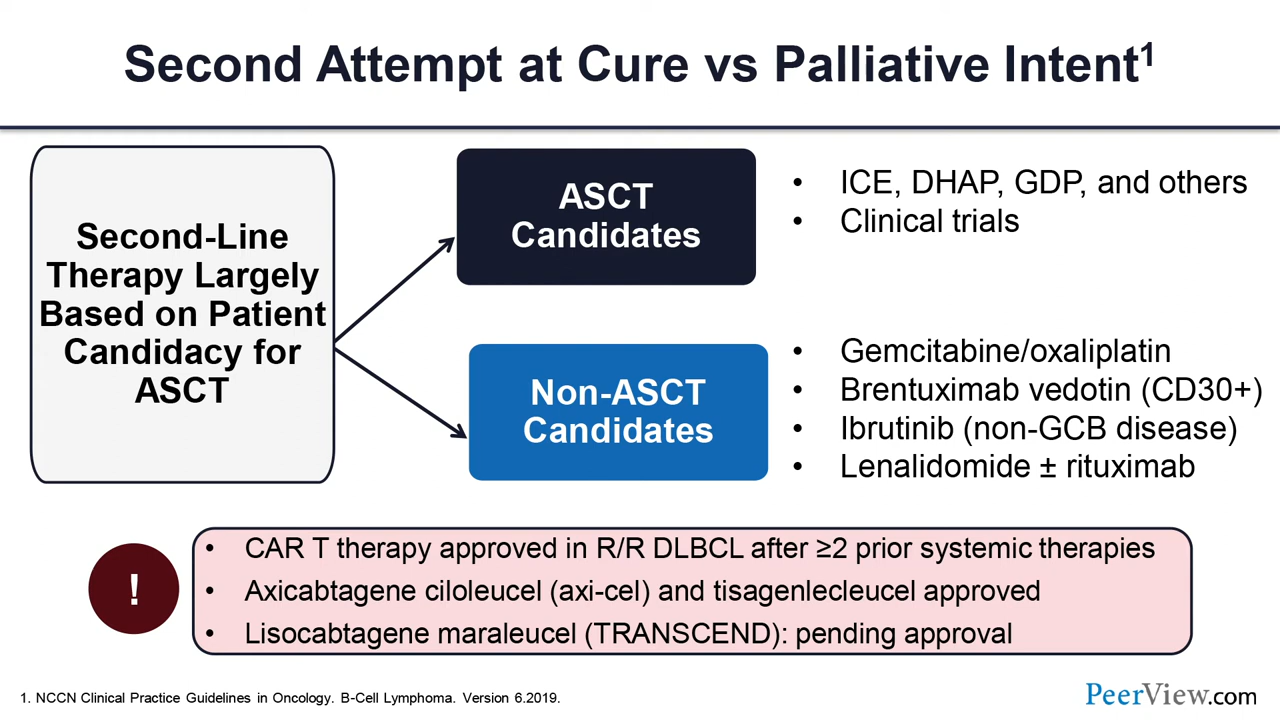 Second Attempt at Cure vs Palliative Intent1
Second-Line
Therapy Largely
Based on Patient
Candidacy for
ASCT
ASCT
Candidates
• ICE, DHAP, GDP, and others
• Clinical trials
Non-ASCT
Candidates
• Gemcitabine/oxaliplatin
• Brentuximab vedotin (CD30+)
• Ibrutinib (non-GCB disease)
• Lenalidomide ± rituximab
!
• CAR T therapy approved in R/R DLBCL after ≥2 prior systemic therapies
• Axicabtagene ciloleucel (axi-cel) and tisagenlecleucel approved
• Lisocabtagene maraleucel (TRANSCEND): pending approval
1. NCCN Clinical Practice Guidelines in Oncology. B-Cell Lymphoma. Version 6.2019.
PeerView.com